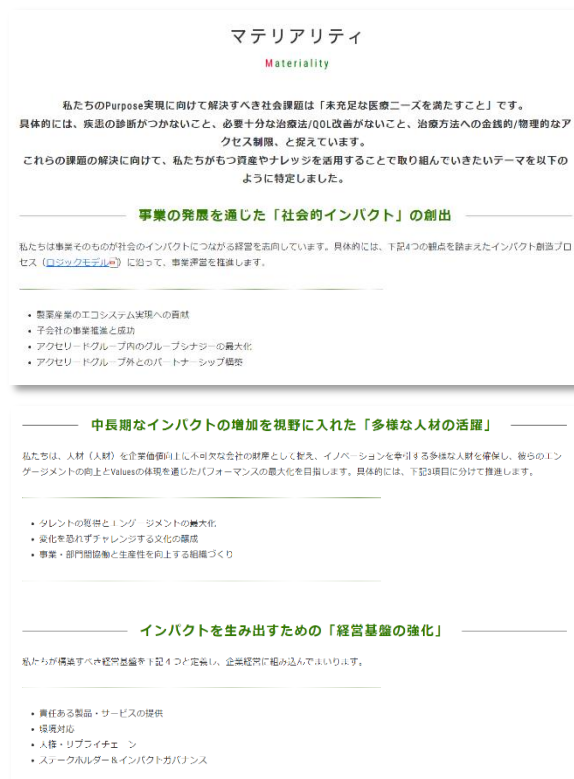 マテリアリティ
Materiality
私たちのPurpose実現に向けて解決すべき社会課題は「未充足な医療ニーズを満たすこと」です。
具体的には、疾患の診断がつかないこと、必要十分な治療法/QOL改善がないこと、治療方法への金銭的/物理的なア
クセス制限、と捉えています。
これらの課題の解決に向けて、私たちがもつ資産やナレッジを活用することで取り組んでいきたいテーマを以下の
ように特定しました。
事業の発展を通じた「社会的インパクト」の創出
私たちは事業そのものが社会のインパクトにつながる経営を志向しています。具体的には、下記4つの観点を踏まえたインパクト創造プロ
セス（ロジックモデル）に沿って、事業運営を推進します。
• 製薬産業のエコシステム実現への貢献
• 子会社の事業推進と成功
• アクセリードグループ内のグループシナジーの最大化
• アクセリードグループ外とのパートナーシップ構築
中長期なインパクトの増加を視野に入れた「多様な人材の活躍」
私たちは、人材（人財）を企業価値向上に不可欠な会社の財産として捉え、イノベーションを牽引する多様な人財を確保し、彼らのエン
ゲージメントの向上とValuesの体現を通じたパフォーマンスの最大化を目指します。具体的には、下記3項目に分けて推進します。
• タレントの獲得とエンゲージメントの最大化
• 変化を恐れずチャレンジする文化の醸成
• 事業・部門間協働と生産性を向上する組織づくり
インパクトを生み出すための「経営基盤の強化」
私たちが構築すべき経営基盤を下記4つと定義し、企業経営に組み込んでまいります。
• 責任ある製品・サービスの提供
• 環境対応
• 人権・サプライチェーン
• ステークホルダー＆インパクトガバナンス